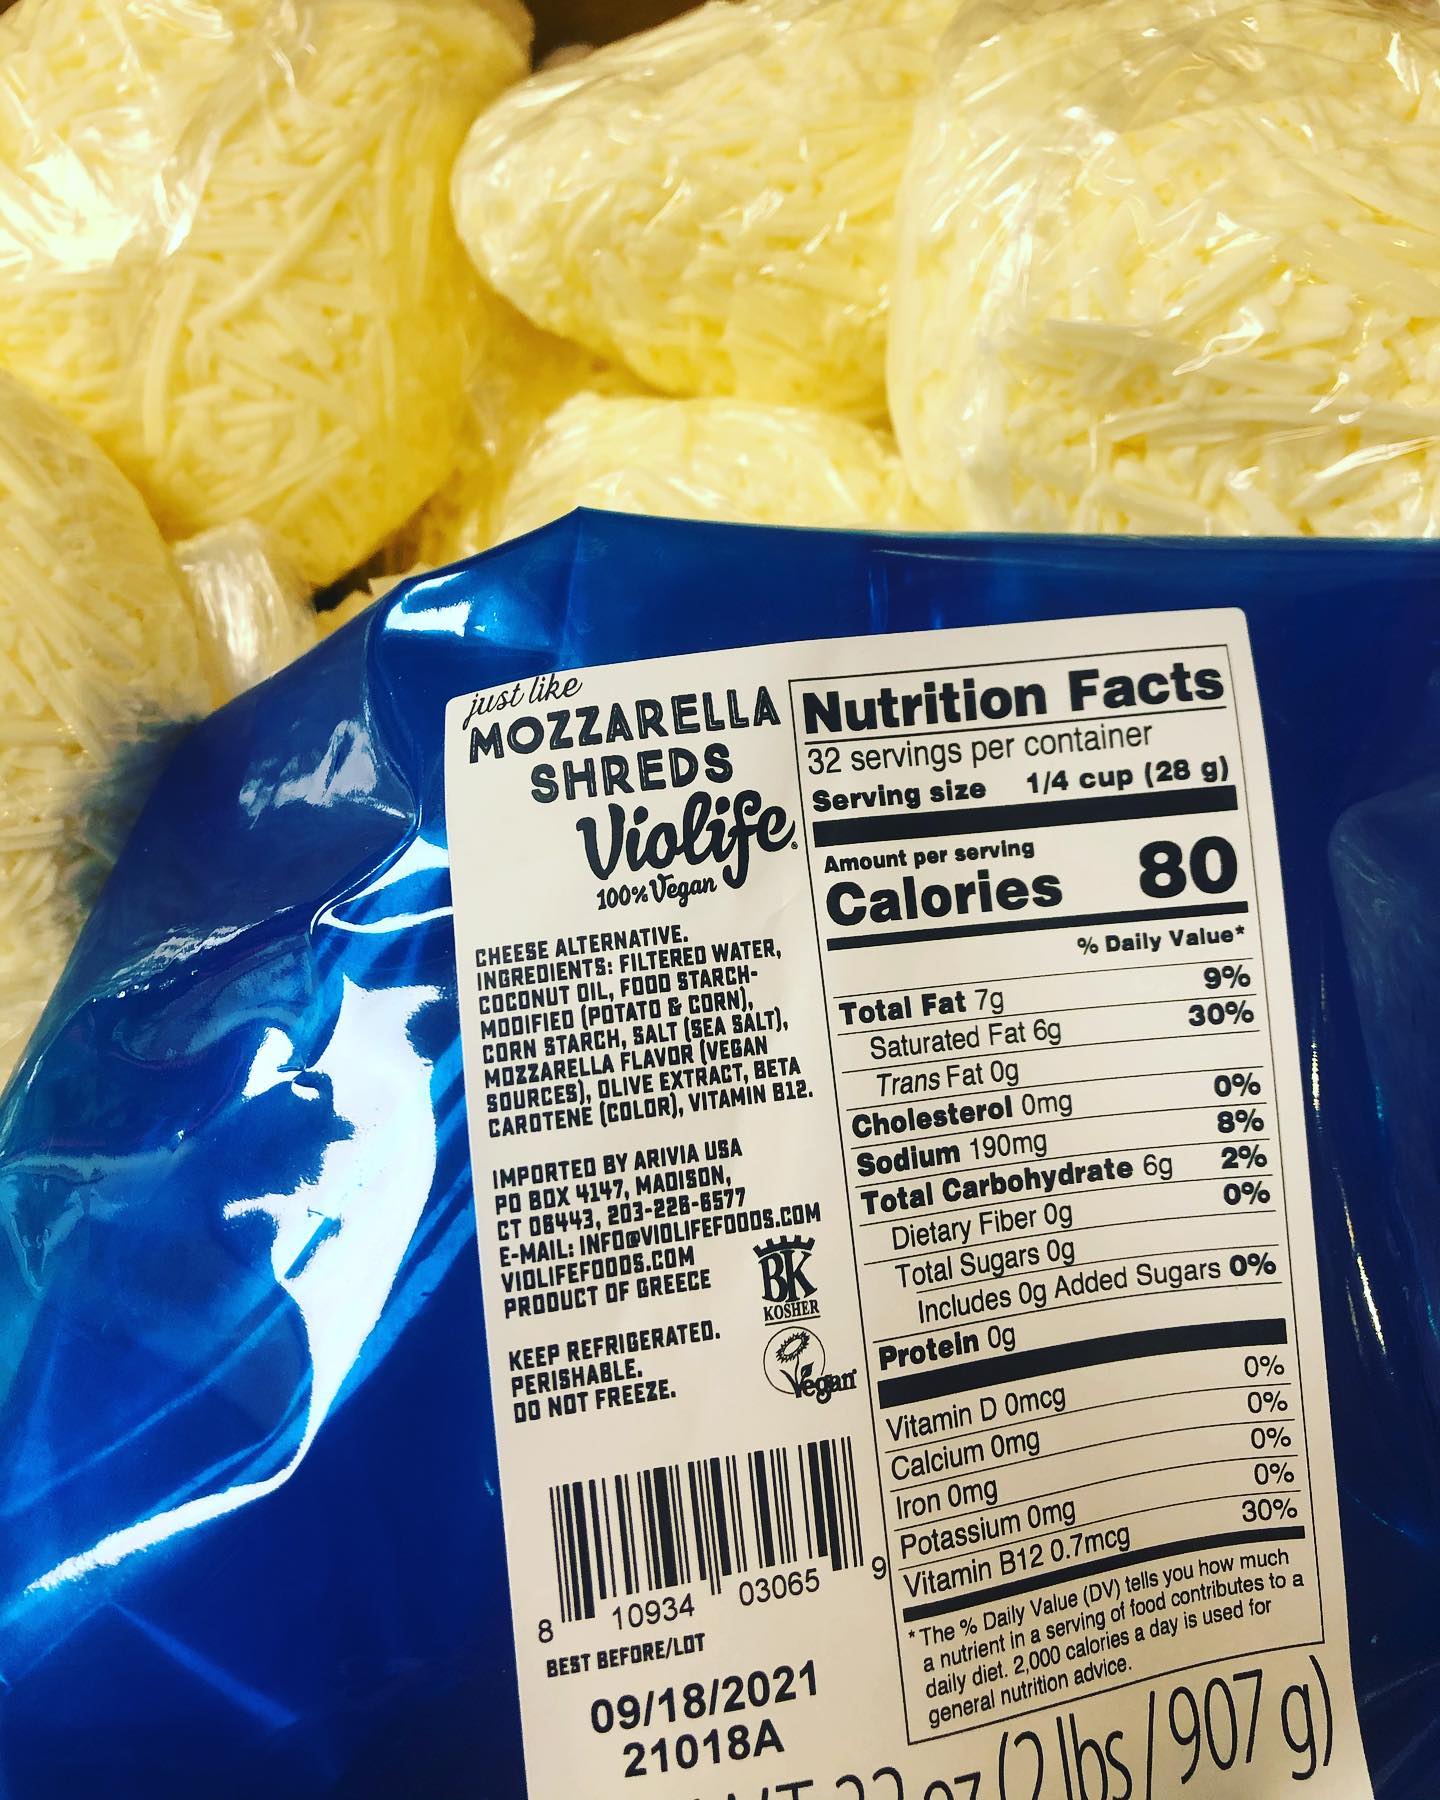 just like
MOZZARELLA
SHREDS
Violife®
100% Vegan
CHEESE ALTERNATIVE.
INGREDIENTS: FILTERED WATER,
COCONUT OIL, FOOD STARCH-
MODIFIED (POTATO & CORN),
CORN STARCH, SALT (SEA SALT),
MOZZARELLA FLAVOR (VEGAN
SOURCES), OLIVE EXTRACT, BETA
CAROTENE (COLOR), VITAMIN B12.
IMPORTED BY ARIVIA USA
PO BOX 4147, MADISON,
CT 06443, 203-226-6577
E-MAIL: INFO@VIOLIFEFOODS.COM
VIOLIFEFOODS.COM
PRODUCT OF GREECE
BK
KOSHER
KEEP REFRIGERATED.
PERISHABLE.
DO NOT FREEZE.
Vegan
8 10934 03065 9
BEST BEFORE/LOT
09/18/2021
21018A
Nutrition Facts
32 servings per container
Serving size 1/4 cup (28 g)
Amount per serving
Calories 80
% Daily Value*
Total Fat 7g 9%
Saturated Fat 6g 30%
Trans Fat 0g
Cholesterol 0mg 0%
Sodium 190mg 8%
Total Carbohydrate 6g 2%
Dietary Fiber 0g 0%
Total Sugars 0g
Includes 0g Added Sugars 0%
Protein 0g
Vitamin D 0mcg 0%
Calcium 0mg 0%
Iron 0mg 0%
Potassium 0mg 0%
Vitamin B12 0.7mcg 30%
* The % Daily Value (DV) tells you how much
a nutrient in a serving of food contributes to a
daily diet. 2,000 calories a day is used for
general nutrition advice.
(2 lbs/907 g)